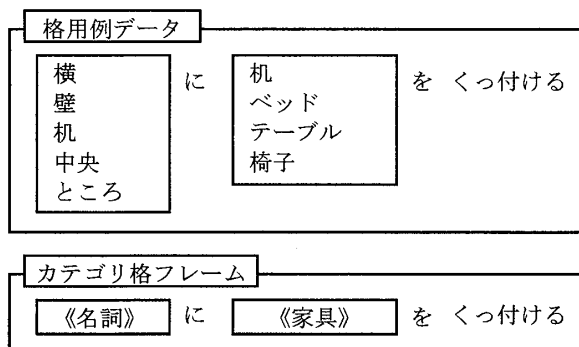 格用例データ
横 に 机 を くっ付ける
壁 ベッド
机 テーブル
中央 椅子
ところ
カテゴリ格フレーム
《名詞》 に 《家具》 を くっ付ける